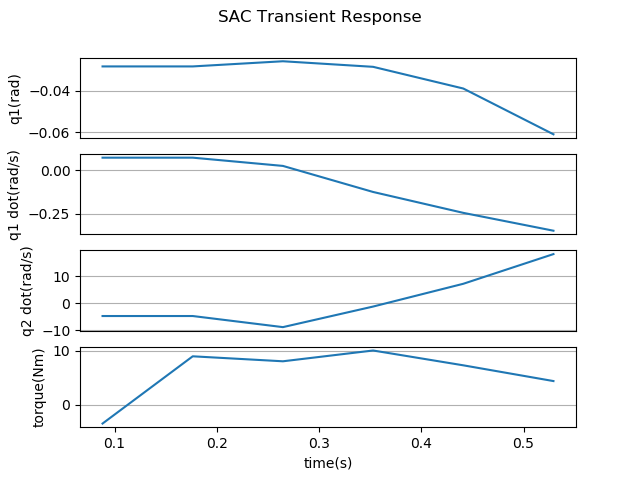 SAC Transient Response
q1(rad)
−0.04
−0.06
q1 dot(rad/s)
0.00
−0.25
q2 dot(rad/s)
10
0
−10
torque(Nm)
10
0
0.1 0.2 0.3 0.4 0.5
time(s)